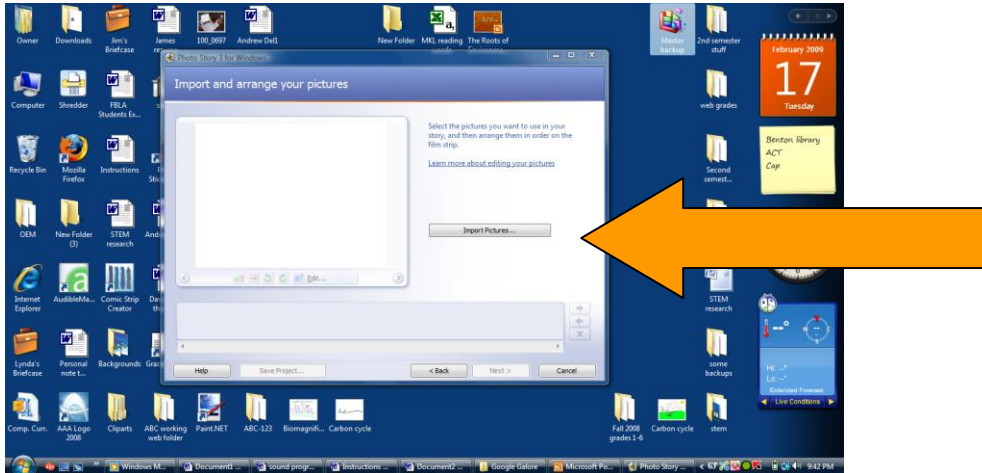 Owner
Downloads
Jim's
Briefcase
James
100_0697
Andrew Dell
New Folder
MKL reading
The Roots of
Master
backup
2nd semester
stuff
February 2009
17
Tuesday
Photo Story 3 for Windows
Import and arrange your pictures
Select the pictures you want to use in your
story, and then arrange them in order on the
film strip.
Learn more about editing your pictures
Import Pictures...
Edit...
Help
Save Project...
< Back
Next >
Cancel
Computer
Shredder
FBLA
Students Ex...
web grades
Benton library
ACT
Cap
Recycle Bin
Mozilla
Firefox
Instructions
Second
semest...
OEM
New Folder
(3)
STEM
research
Internet
Explorer
AudibleMa...
Comic Strip
Creator
STEM
research
Lynda's
Briefcase
Personal
note t...
Backgrounds
some
backups
--°
Hi: --°
Lo: --°
Extended Forecast
Live Conditions
Comp. Curr.
AAA Logo
2008
Cliparts
ABC working
web folder
Paint.NET
ABC-123
Biomagnifi...
Carbon cycle
Fall 2008
grades 1-6
Carbon cycle
stem
Windows M...
Document1 ...
sound progr...
Instructions ...
Document2 ...
Google Galore
Microsoft Po...
Photo Story ...
9:42 PM